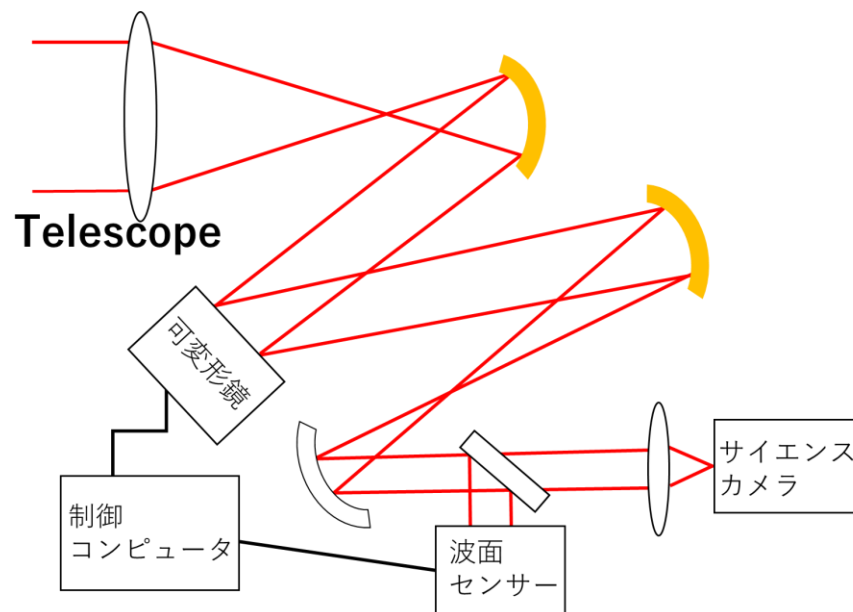 Telescope
可変形鏡
サイエンス
カメラ
制御
コンピュータ
波面
センサー